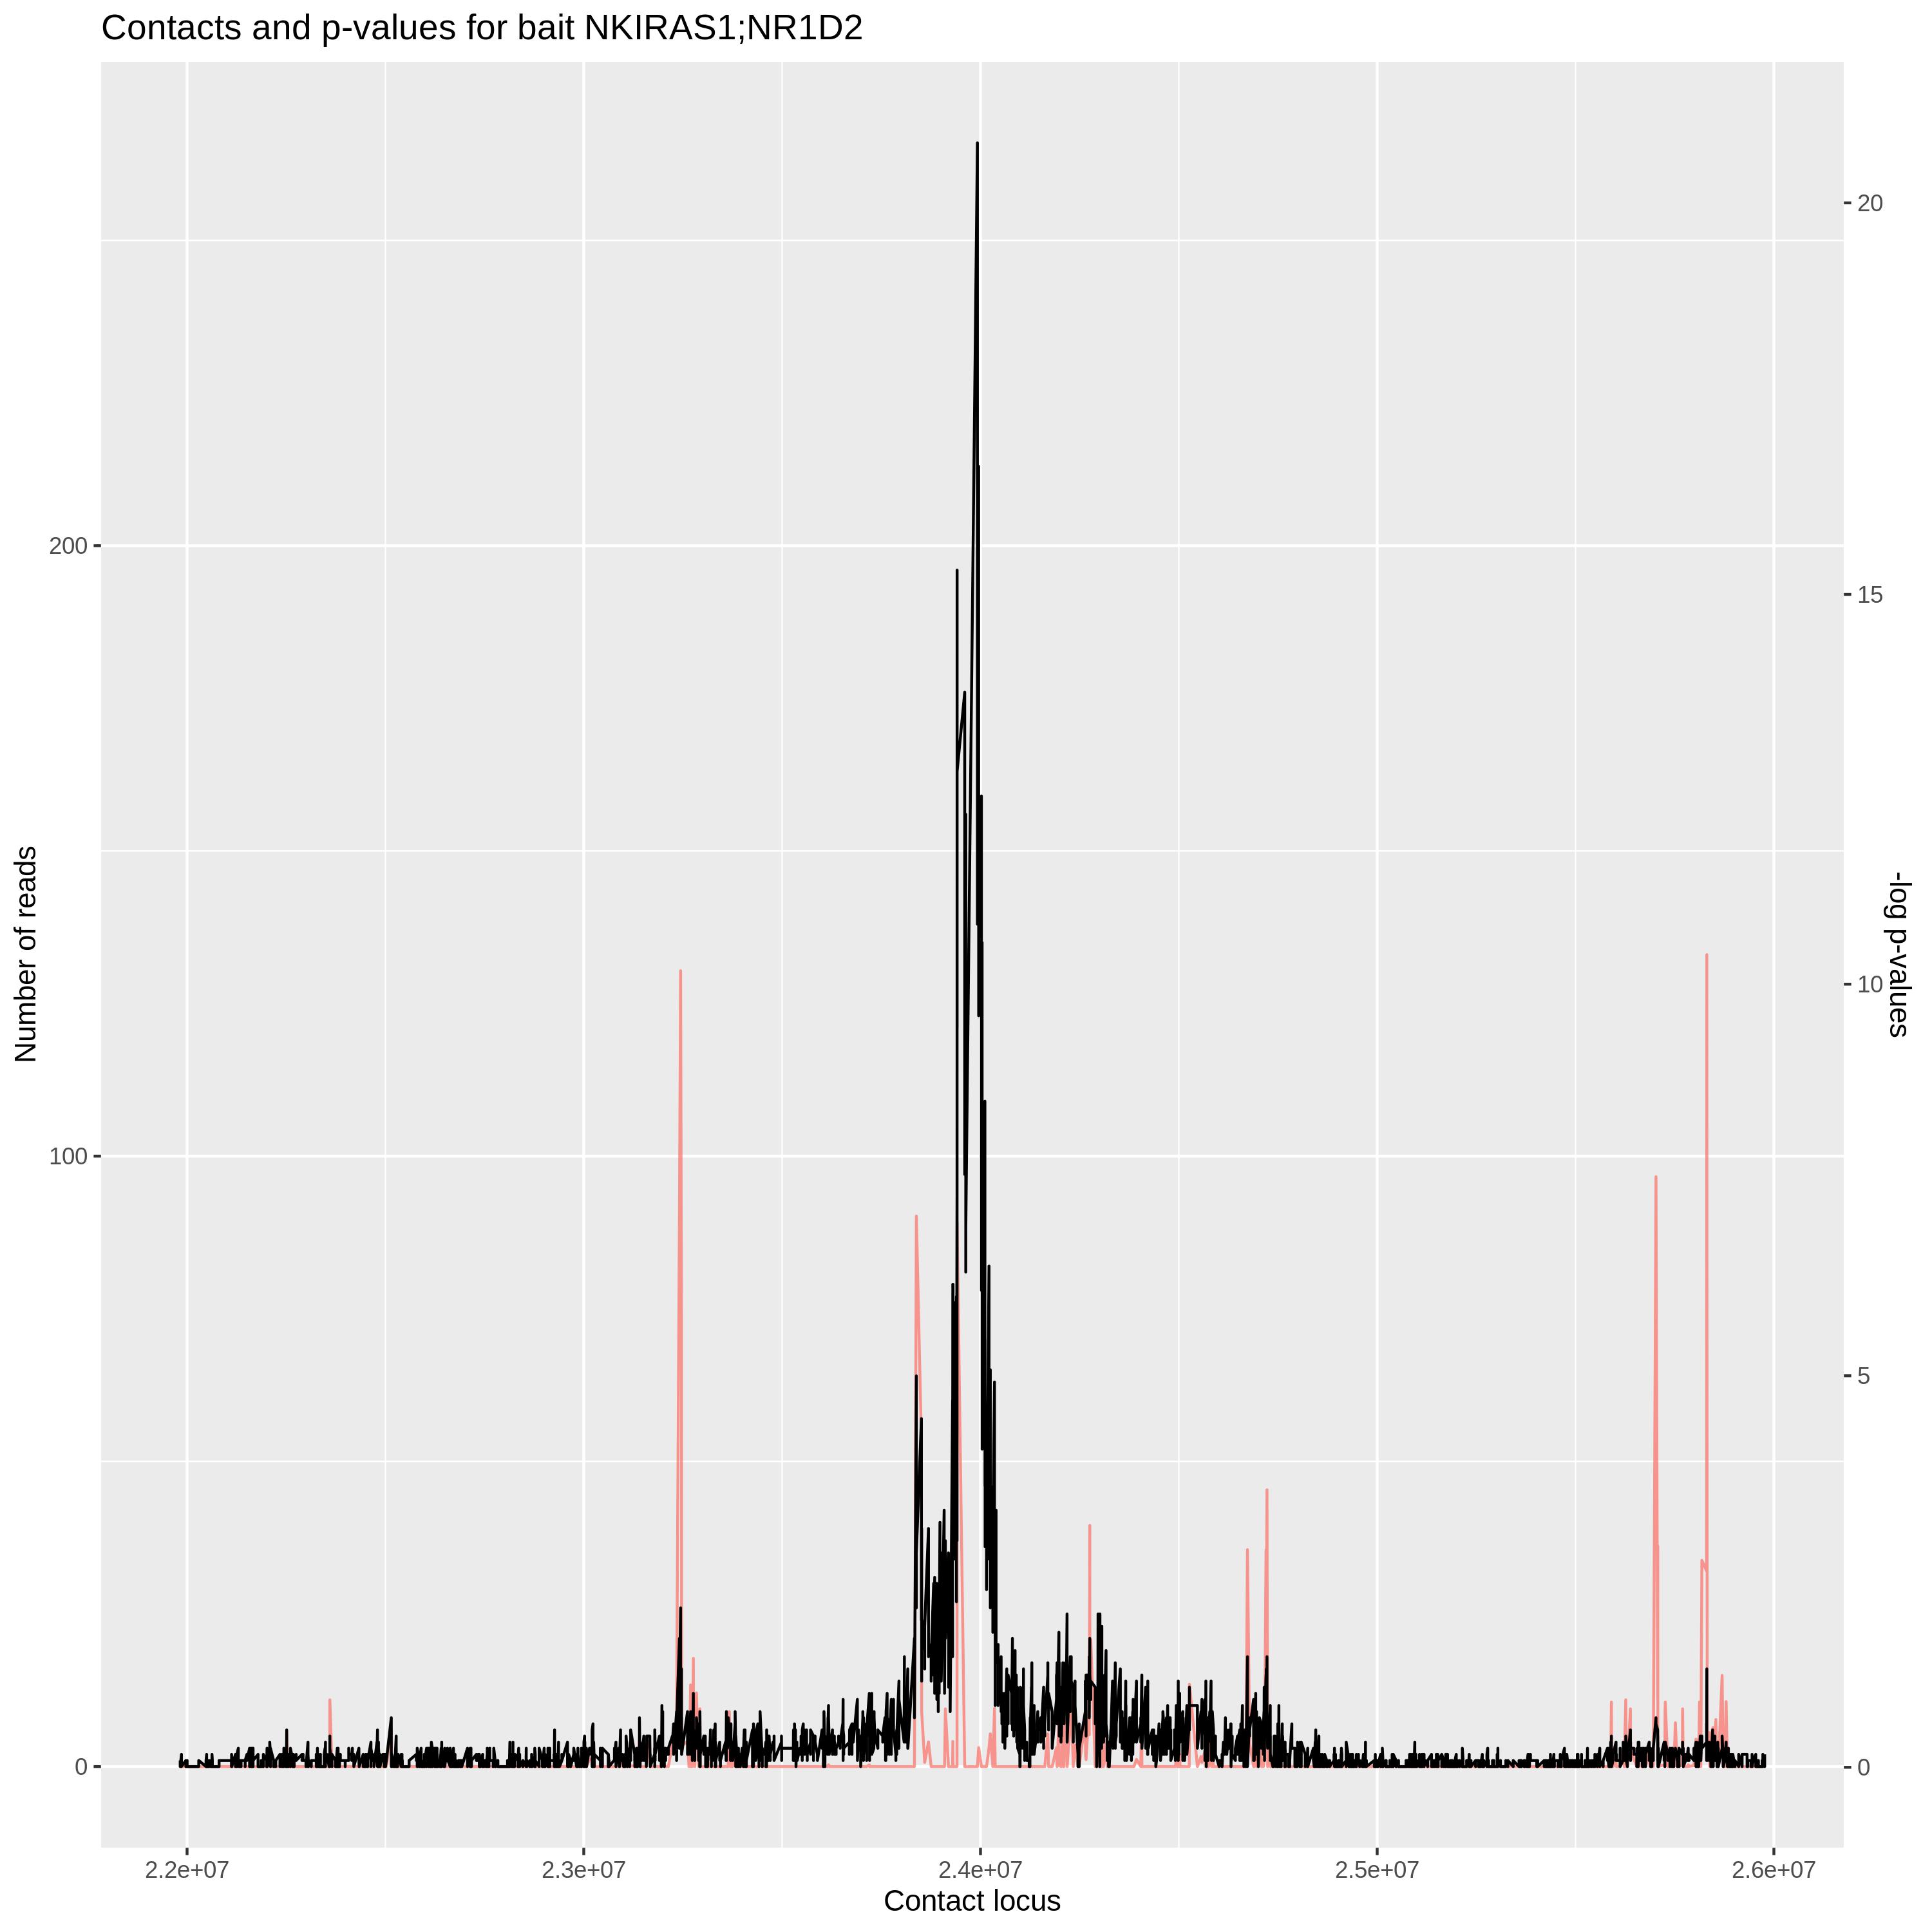 Contacts and p-values for bait NKIRAS1;NR1D2
Number of reads
200
100
0
20
15
10
5
0
-log p-values
2.2e+07
2.3e+07
2.4e+07
2.5e+07
2.6e+07
Contact locus